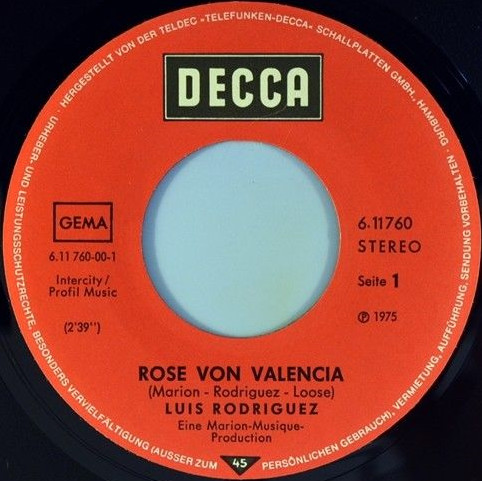 HERGESTELLT VON DER TELDEC »TELEFUNKEN-DECCA« SCHALLPLATTEN GMBH., HAMBURG
URHEBER- UND LEISTUNGSSCHUTZRECHTE, BESONDERS VERVIELFÄLTIGUNG (AUSSER ZUM PERSÖNLICHEN GEBRAUCH), VERMIETUNG, AUFFÜHRUNG, SENDUNG VORBEHALTEN
DECCA
GEMA
6.11 760-00-1
Intercity/
Profil Music
(2'39'')
6.11760
STEREO
Seite 1
℗ 1975
ROSE VON VALENCIA
(Marion - Rodriguez - Loose)
LUIS RODRIGUEZ
Eine Marion-Musique-
Production
45